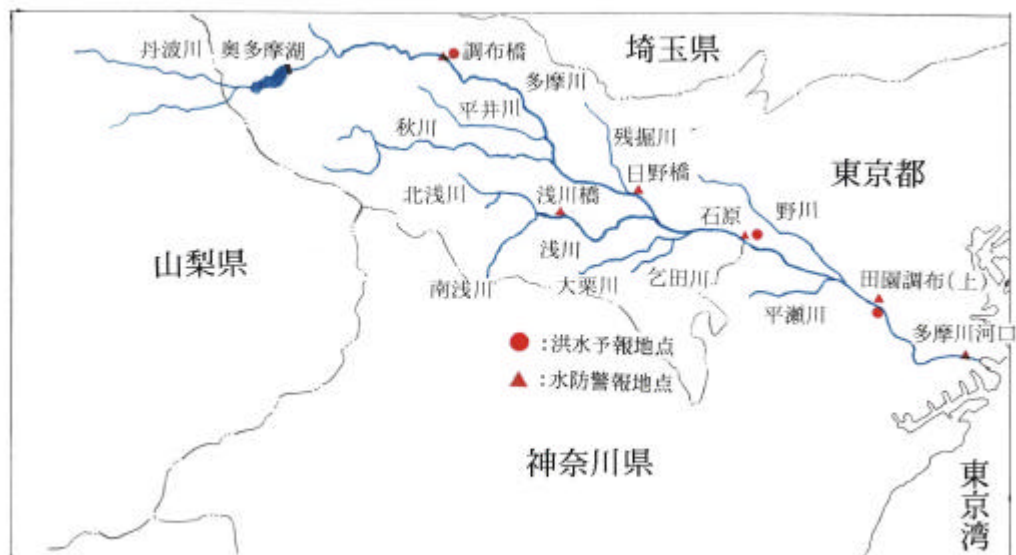 埼玉県
丹波川
奥多摩湖
調布橋
多摩川
平井川
秋川
残掘川
日野橋
東京都
北浅川
浅川橋
石原
野川
山梨県
浅川
南浅川
大栗川
乞田川
平瀬川
田園調布(上)
多摩川河口
:洪水予報地点
:水防警報地点
神奈川県
東京湾